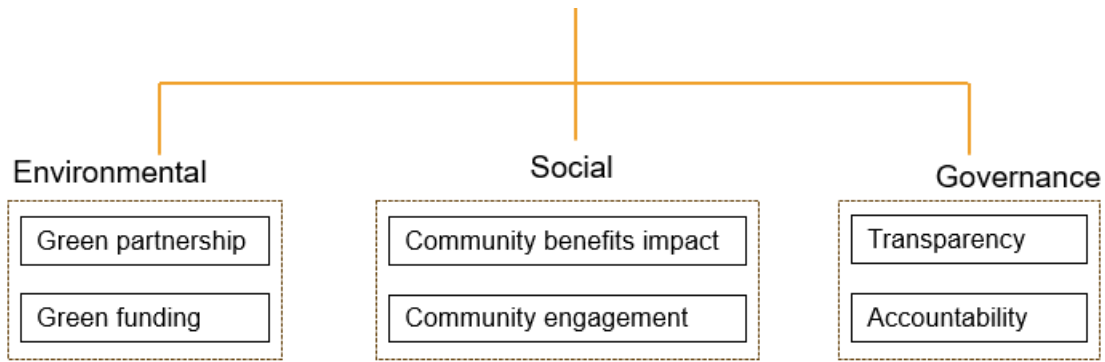 Environmental
Green partnership
Green funding
Social
Community benefits impact
Community engagement
Governance
Transparency
Accountability